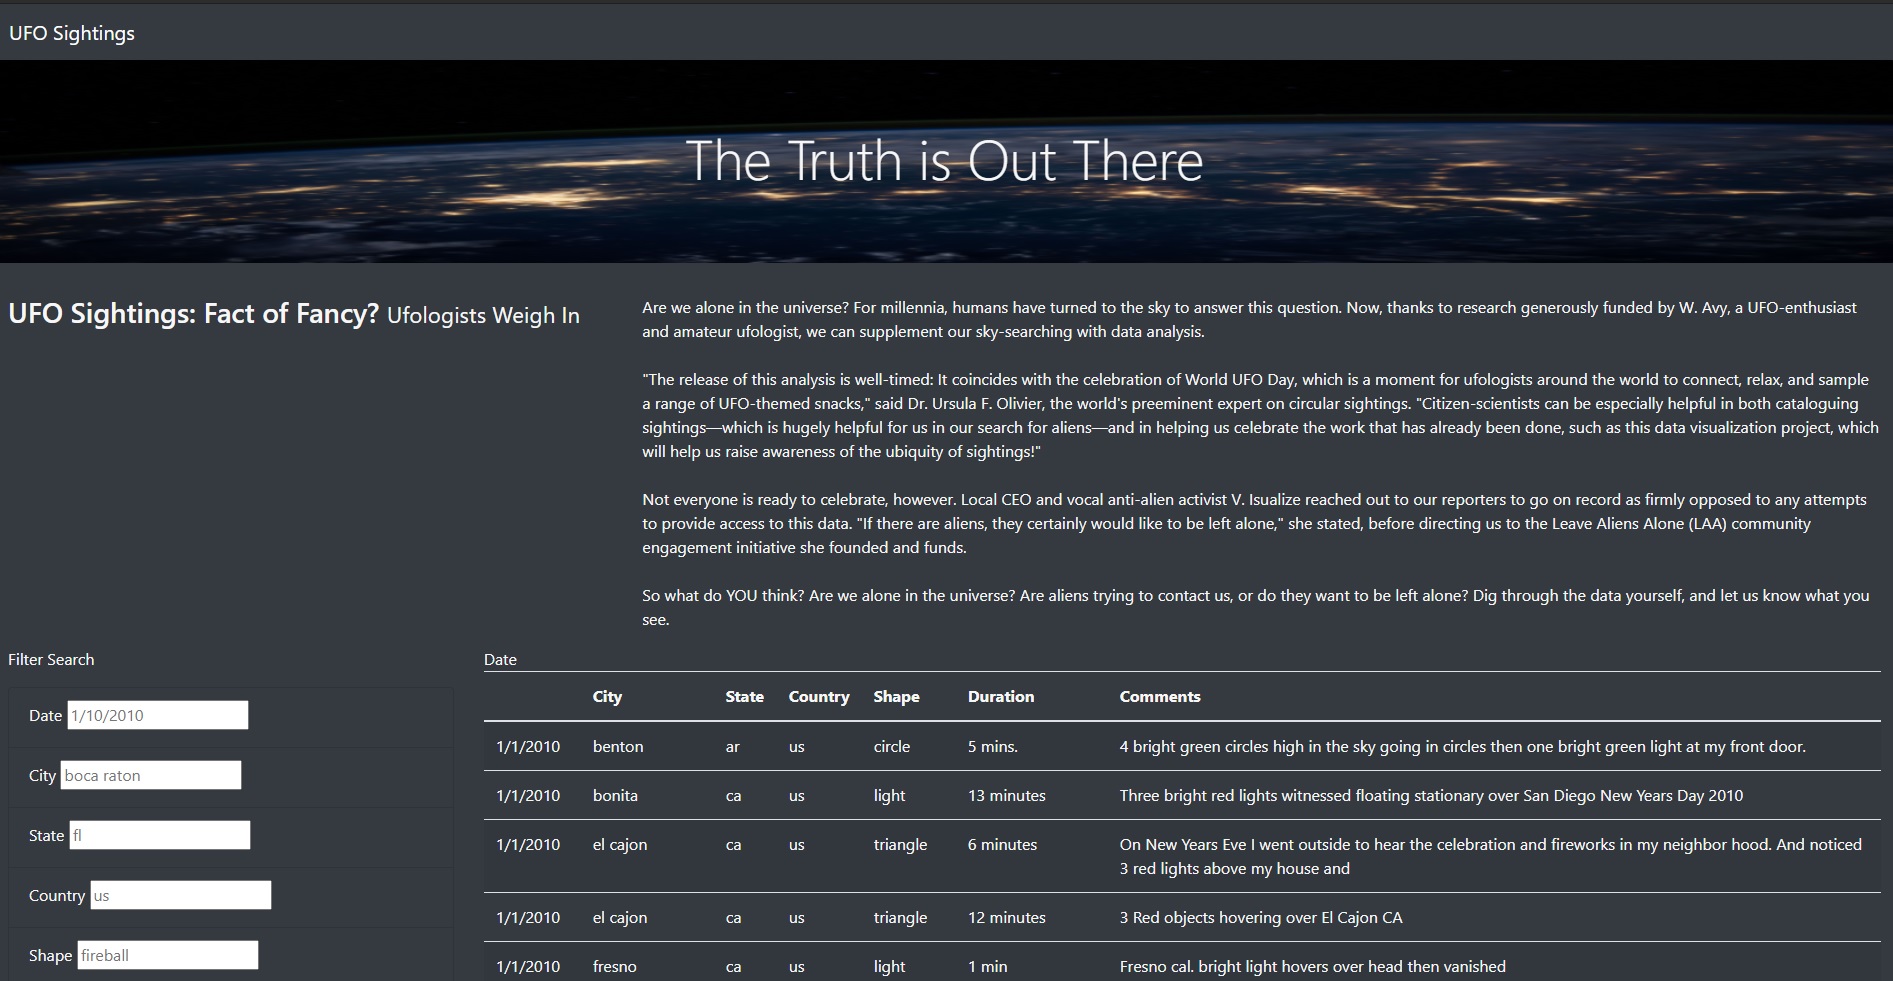 UFO Sightings
The Truth is Out There
UFO Sightings: Fact of Fancy? Ufologists Weigh In
Are we alone in the universe? For millennia, humans have turned to the sky to answer this question. Now, thanks to research generously funded by W. Avy, a UFO-enthusiast
and amateur ufologist, we can supplement our sky-searching with data analysis.
"The release of this analysis is well-timed: It coincides with the celebration of World UFO Day, which is a moment for ufologists around the world to connect, relax, and sample
a range of UFO-themed snacks," said Dr. Ursula F. Olivier, the world's preeminent expert on circular sightings. "Citizen-scientists can be especially helpful in both cataloguing
sightings—which is hugely helpful for us in our search for aliens—and in helping us celebrate the work that has already been done, such as this data visualization project, which
will help us raise awareness of the ubiquity of sightings!"
Not everyone is ready to celebrate, however. Local CEO and vocal anti-alien activist V. Isualize reached out to our reporters to go on record as firmly opposed to any attempts
to provide access to this data. "If there are aliens, they certainly would like to be left alone," she stated, before directing us to the Leave Aliens Alone (LAA) community
engagement initiative she founded and funds.
So what do YOU think? Are we alone in the universe? Are aliens trying to contact us, or do they want to be left alone? Dig through the data yourself, and let us know what you
see.
Filter Search
Date 1/10/2010
City boca raton
State fl
Country us
Shape fireball
Date
City State Country Shape Duration Comments
1/1/2010 benton ar us circle 5 mins. 4 bright green circles high in the sky going in circles then one bright green light at my front door.
1/1/2010 bonita ca us light 13 minutes Three bright red lights witnessed floating stationary over San Diego New Years Day 2010
1/1/2010 el cajon ca us triangle 6 minutes On New Years Eve I went outside to hear the celebration and fireworks in my neighbor hood. And noticed
3 red lights above my house and
1/1/2010 el cajon ca us triangle 12 minutes 3 Red objects hovering over El Cajon CA
1/1/2010 fresno ca us light 1 min Fresno cal. bright light hovers over head then vanished